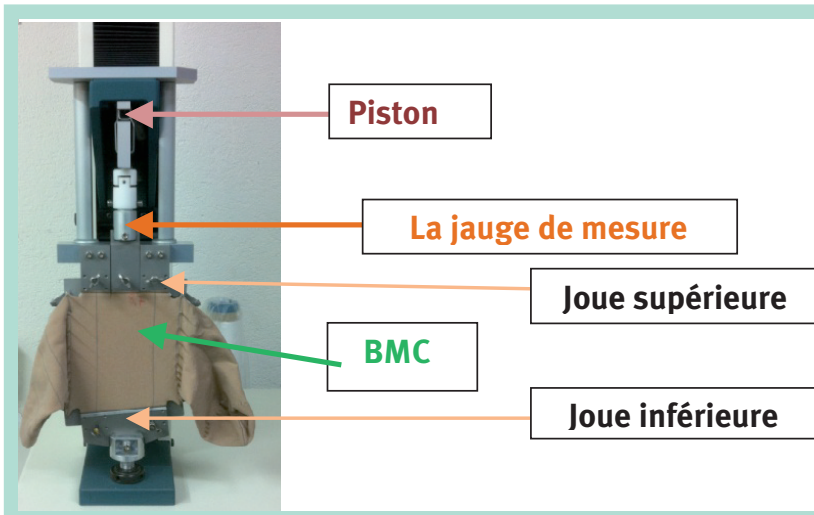 Piston
La jauge de mesure
Joue supérieure
BMC
Joue inférieure